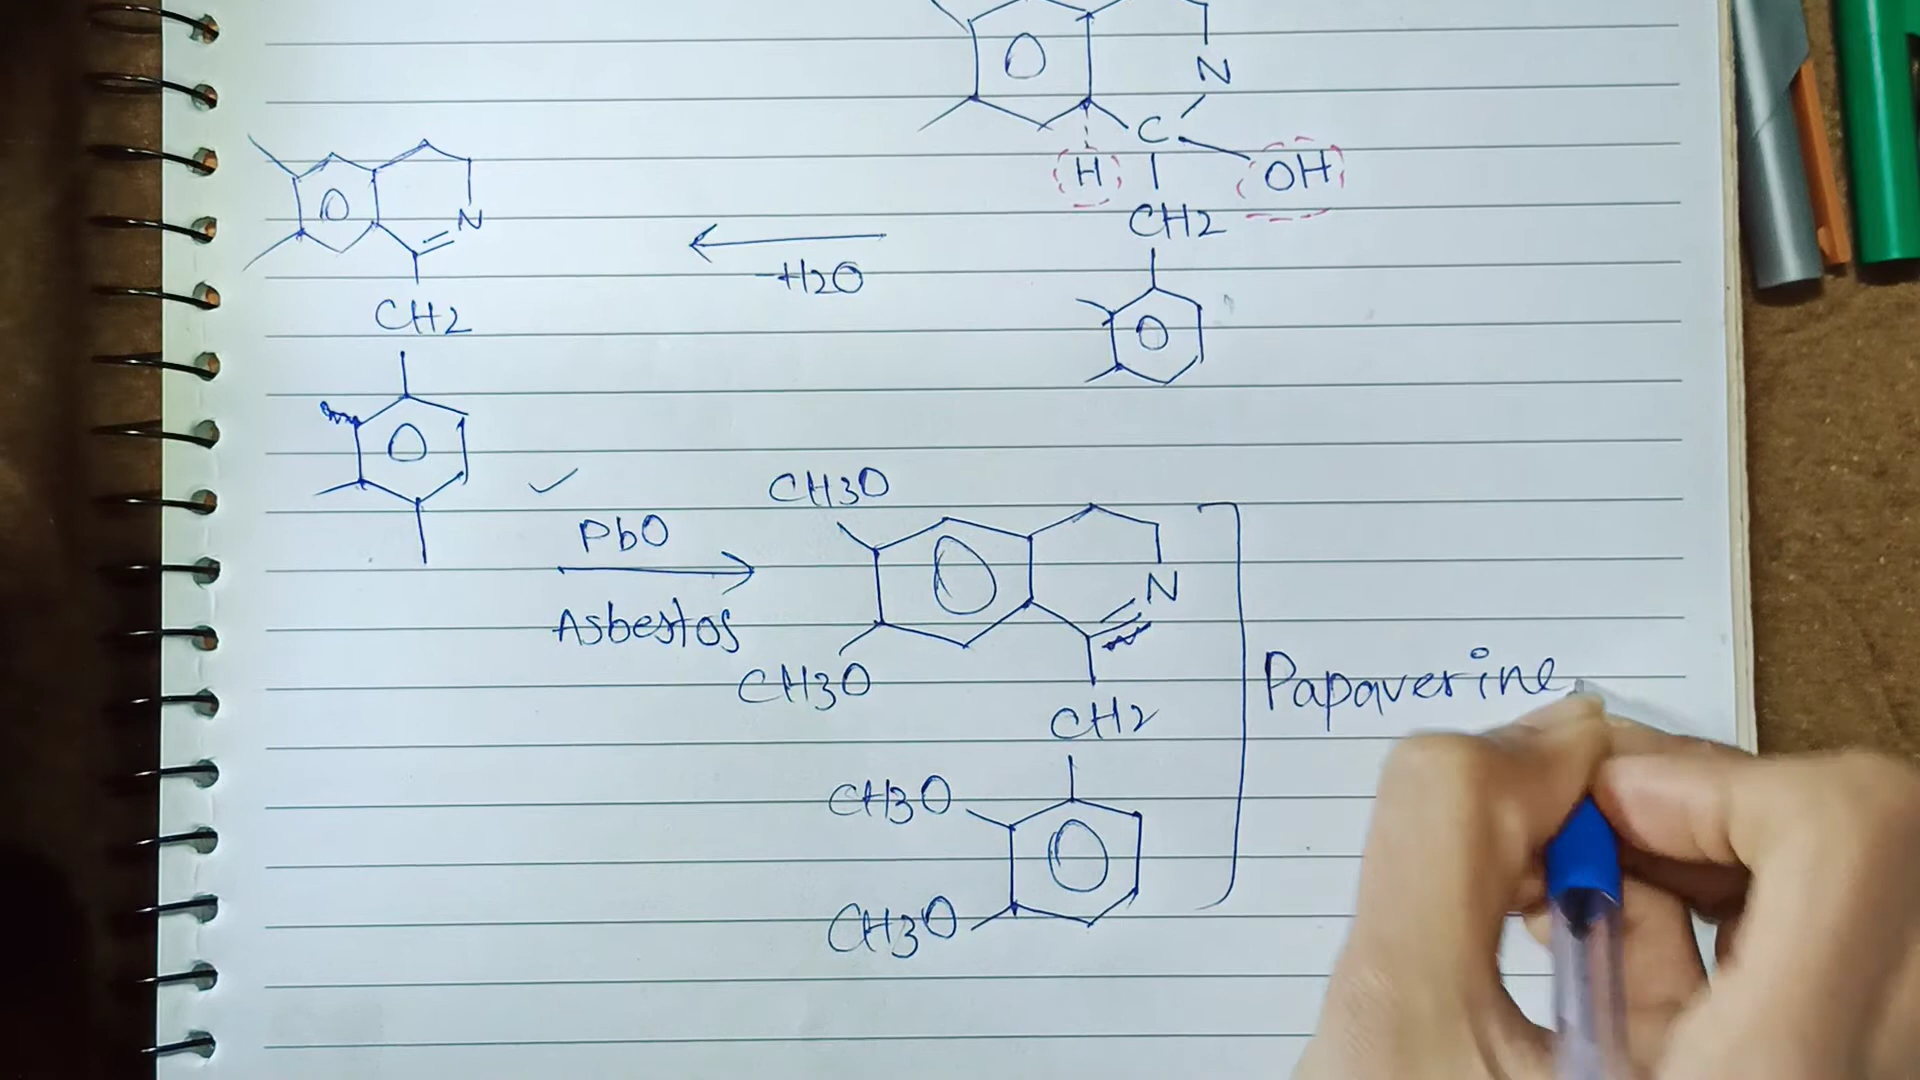 N
C
H
OH
CH2
N
-H2O
CH2
CH3O
PbO
Asbestos
N
CH3O
Papaverine
CH2
CH3O
CH3O